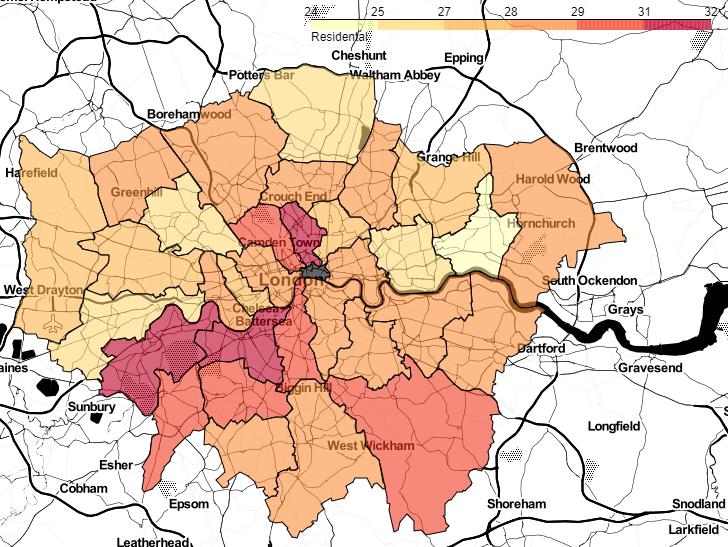 24 25 27 28 29 31 32
Residental
Cheshunt
Epping
Potters Bar
Waltham Abbey
Borehamwood
Brentwood
Grange Hill
Harefield
Harold Wood
Greenhill
Crouch End
Hornchurch
Camden Town
London
South Ockendon
West Drayton
Chelsea
Grays
Battersea
Dartford
aines
Gravesend
Biggin Hill
Sunbury
Longfield
West Wickham
Esher
Cobham
Epsom
Shoreham
Snodland
Larkfield
Leatherhead